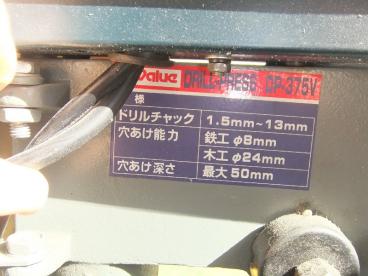 Value DRILL PRESS DP-375V
様
ドリルチャック 1.5mm~13mm
穴あけ能力 鉄工 φ8mm
木工 φ24mm
穴あけ深さ 最大 50mm